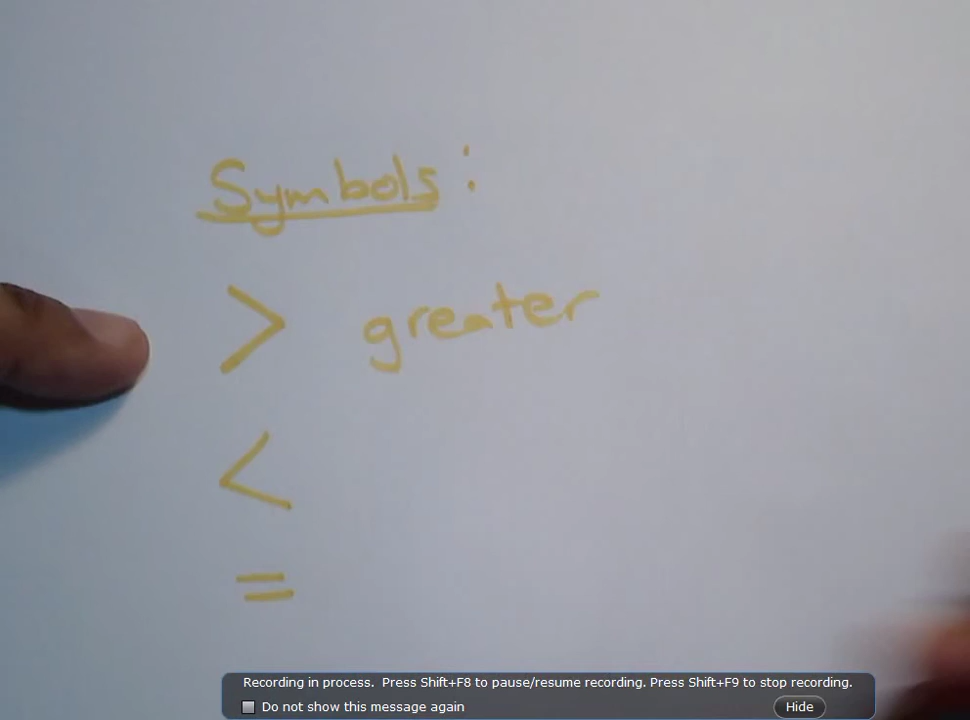 Symbols:
> greater
<
=
Recording in process. Press Shift+F8 to pause/resume recording. Press Shift+F9 to stop recording.
Do not show this message again
Hide